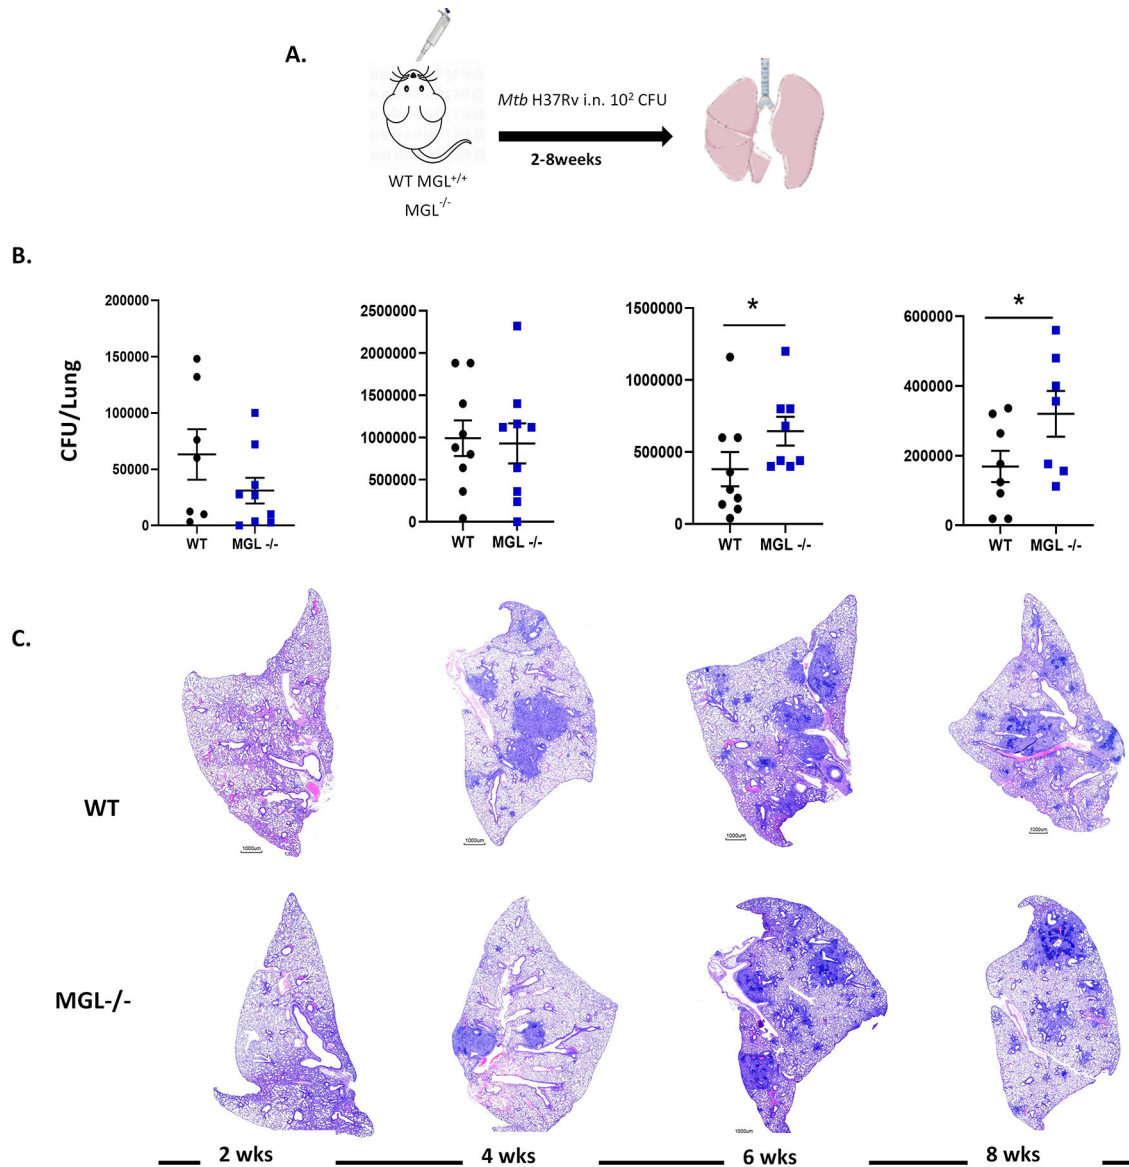 A.
Mtb H37Rv i.n. 10² CFU
2-8weeks
WT MGL⁺/⁺
MGL⁻/⁻
B.
CFU/Lung
200000
150000
100000
50000
0
WT MGL -/-
2500000
2000000
1500000
1000000
500000
0
WT MGL -/-
1500000
1000000
500000
0
*
WT MGL -/-
600000
400000
200000
0
*
WT MGL -/-
C.
WT
1000um
1000um
1000um
1000um
MGL-/-
1000um
2 wks
4 wks
6 wks
8 wks